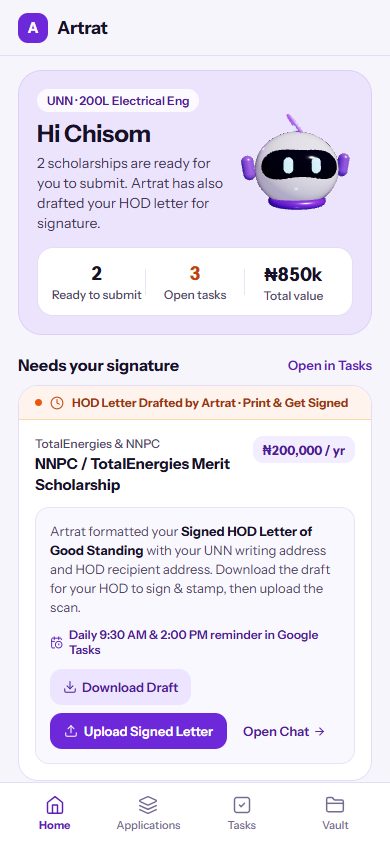 A Artrat
UNN · 200L Electrical Eng
Hi Chisom
2 scholarships are ready for
you to submit. Artrat has also
drafted your HOD letter for
signature.
2 3 ₦850k
Ready to submit Open tasks Total value
Needs your signature Open in Tasks
HOD Letter Drafted by Artrat · Print & Get Signed
TotalEnergies & NNPC
₦200,000 / yr
NNPC / TotalEnergies Merit
Scholarship
Artrat formatted your Signed HOD Letter of
Good Standing with your UNN writing address
and HOD recipient address. Download the draft
for your HOD to sign & stamp, then upload the
scan.
Daily 9:30 AM & 2:00 PM reminder in Google
Tasks
Download Draft
Upload Signed Letter Open Chat →
Home Applications Tasks Vault